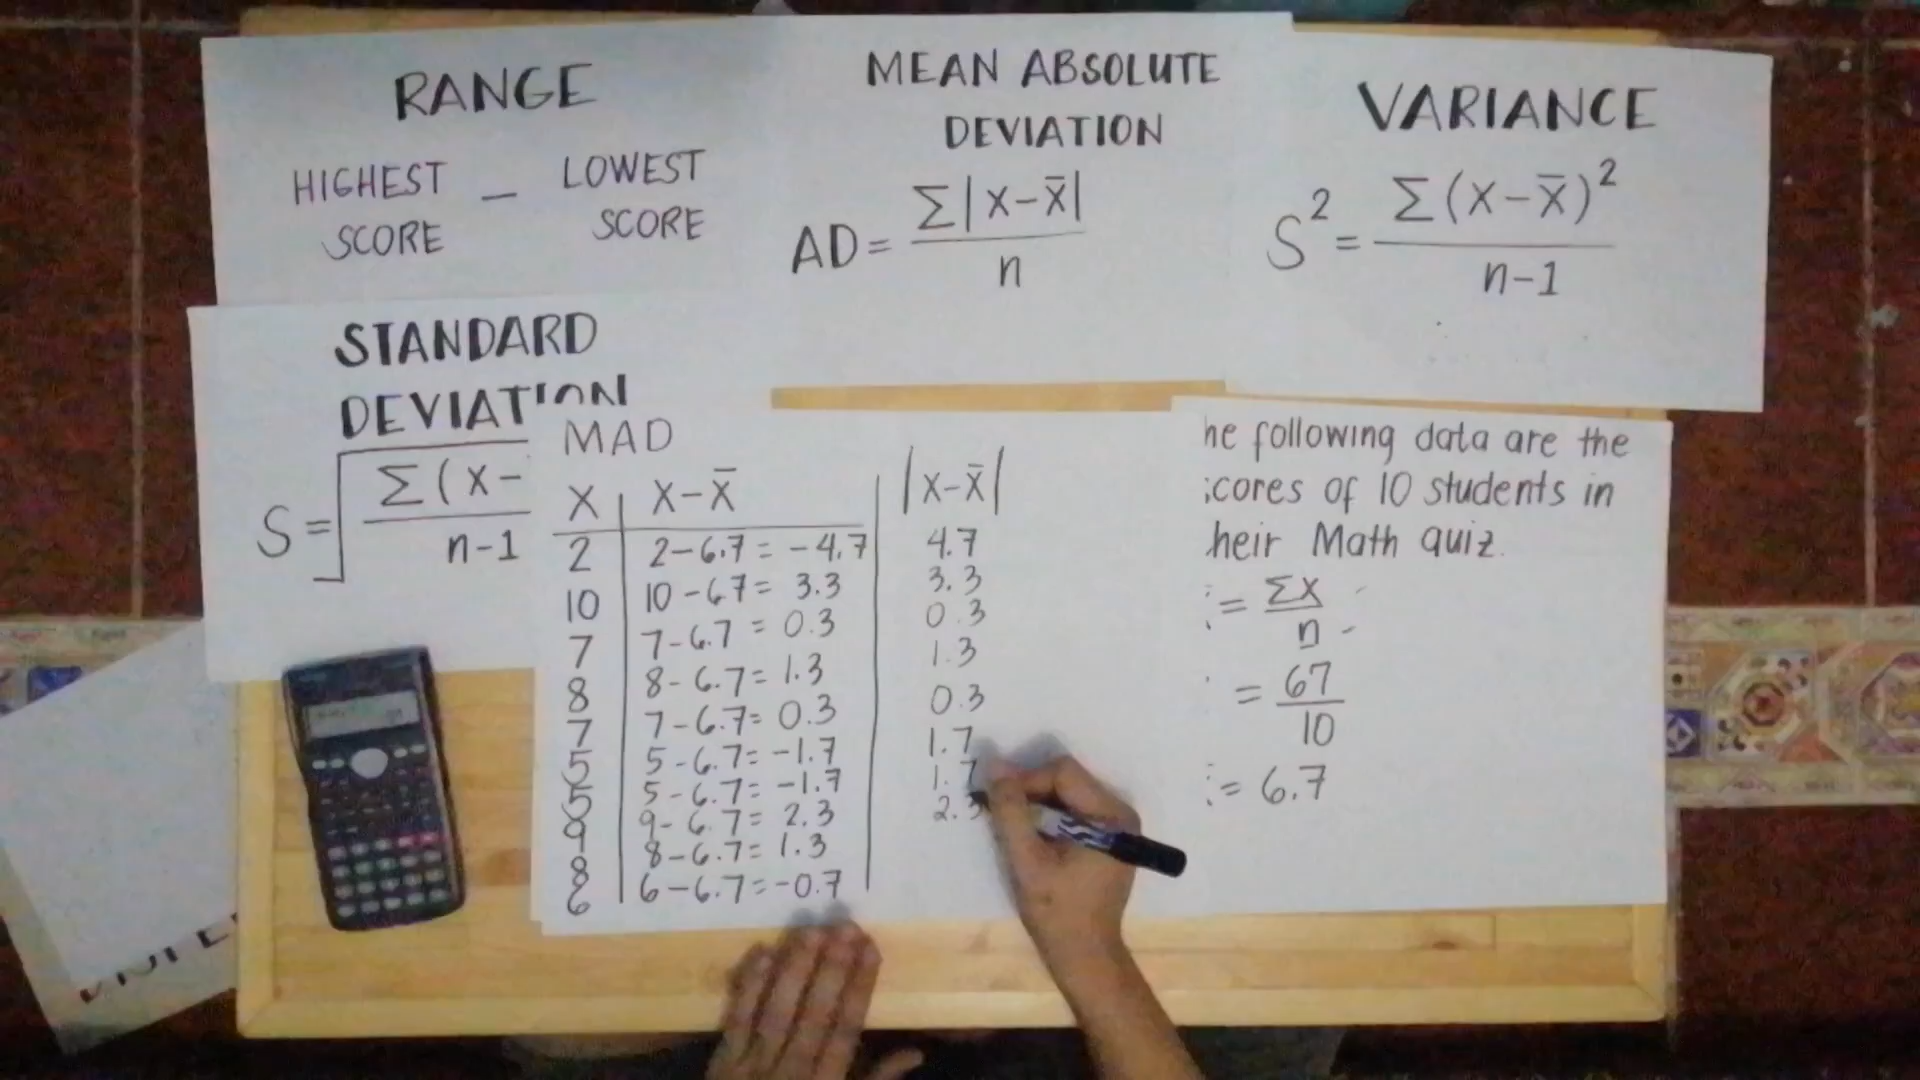 RANGE
HIGHEST SCORE – LOWEST SCORE
MEAN ABSOLUTE
DEVIATION
AD = Σ|X-X̄| / n
VARIANCE
S² = Σ(X-X̄)² / n-1
STANDARD
DEVIATION
S = √ Σ(X- / n-1
MAD
X | X-X̄ | |X-X̄|
2 | 2-6.7 = -4.7 | 4.7
10 | 10-6.7 = 3.3 | 3.3
7 | 7-6.7 = 0.3 | 0.3
8 | 8-6.7 = 1.3 | 1.3
7 | 7-6.7 = 0.3 | 0.3
5 | 5-6.7 = -1.7 | 1.7
5 | 5-6.7 = -1.7 | 1.7
9 | 9-6.7 = 2.3 | 2.3
8 | 8-6.7 = 1.3
6 | 6-6.7 = -0.7
he following data are the
cores of 10 students in
heir Math quiz.
= ΣX / n
= 67 / 10
= 6.7